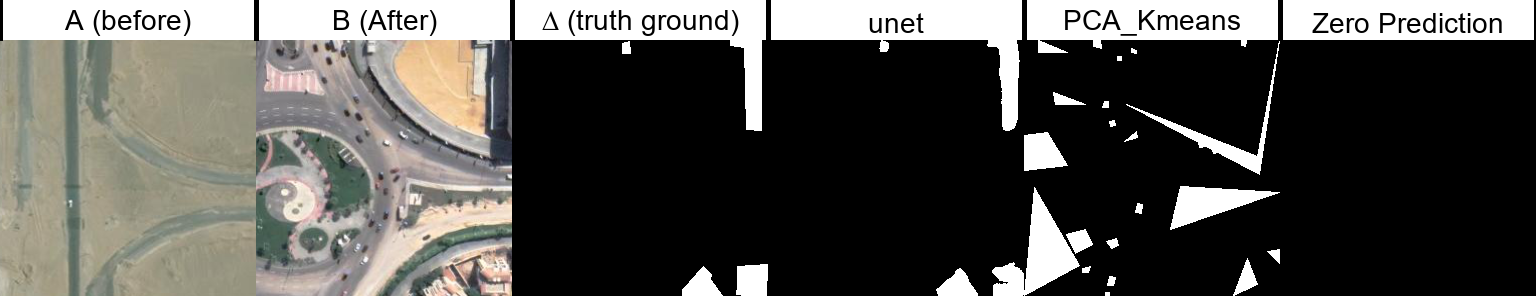 A (before)
B (After)
Δ (truth ground)
unet
PCA_Kmeans
Zero Prediction